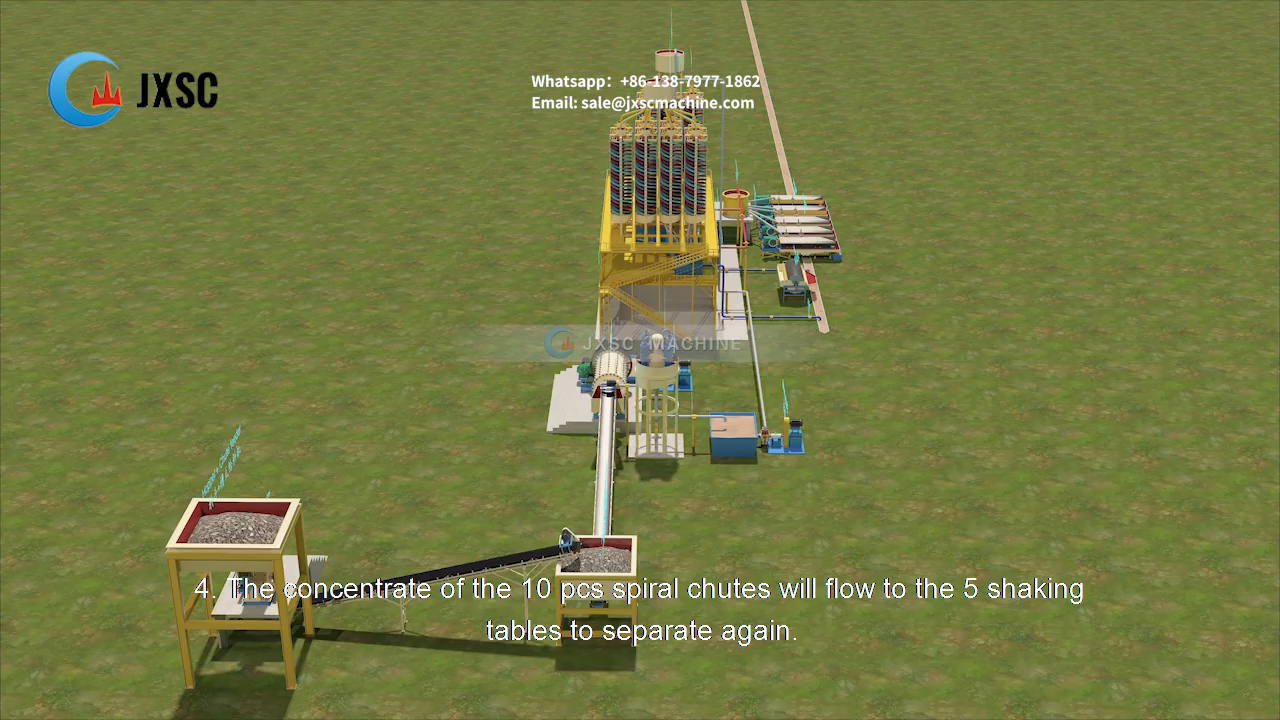 JXSC
Whatsapp: +86-138-7977-1862
Email: sale@jxscmachine.com
JXSC MACHINE
4. The concentrate of the 10 pcs spiral chutes will flow to the 5 shaking
tables to separate again.